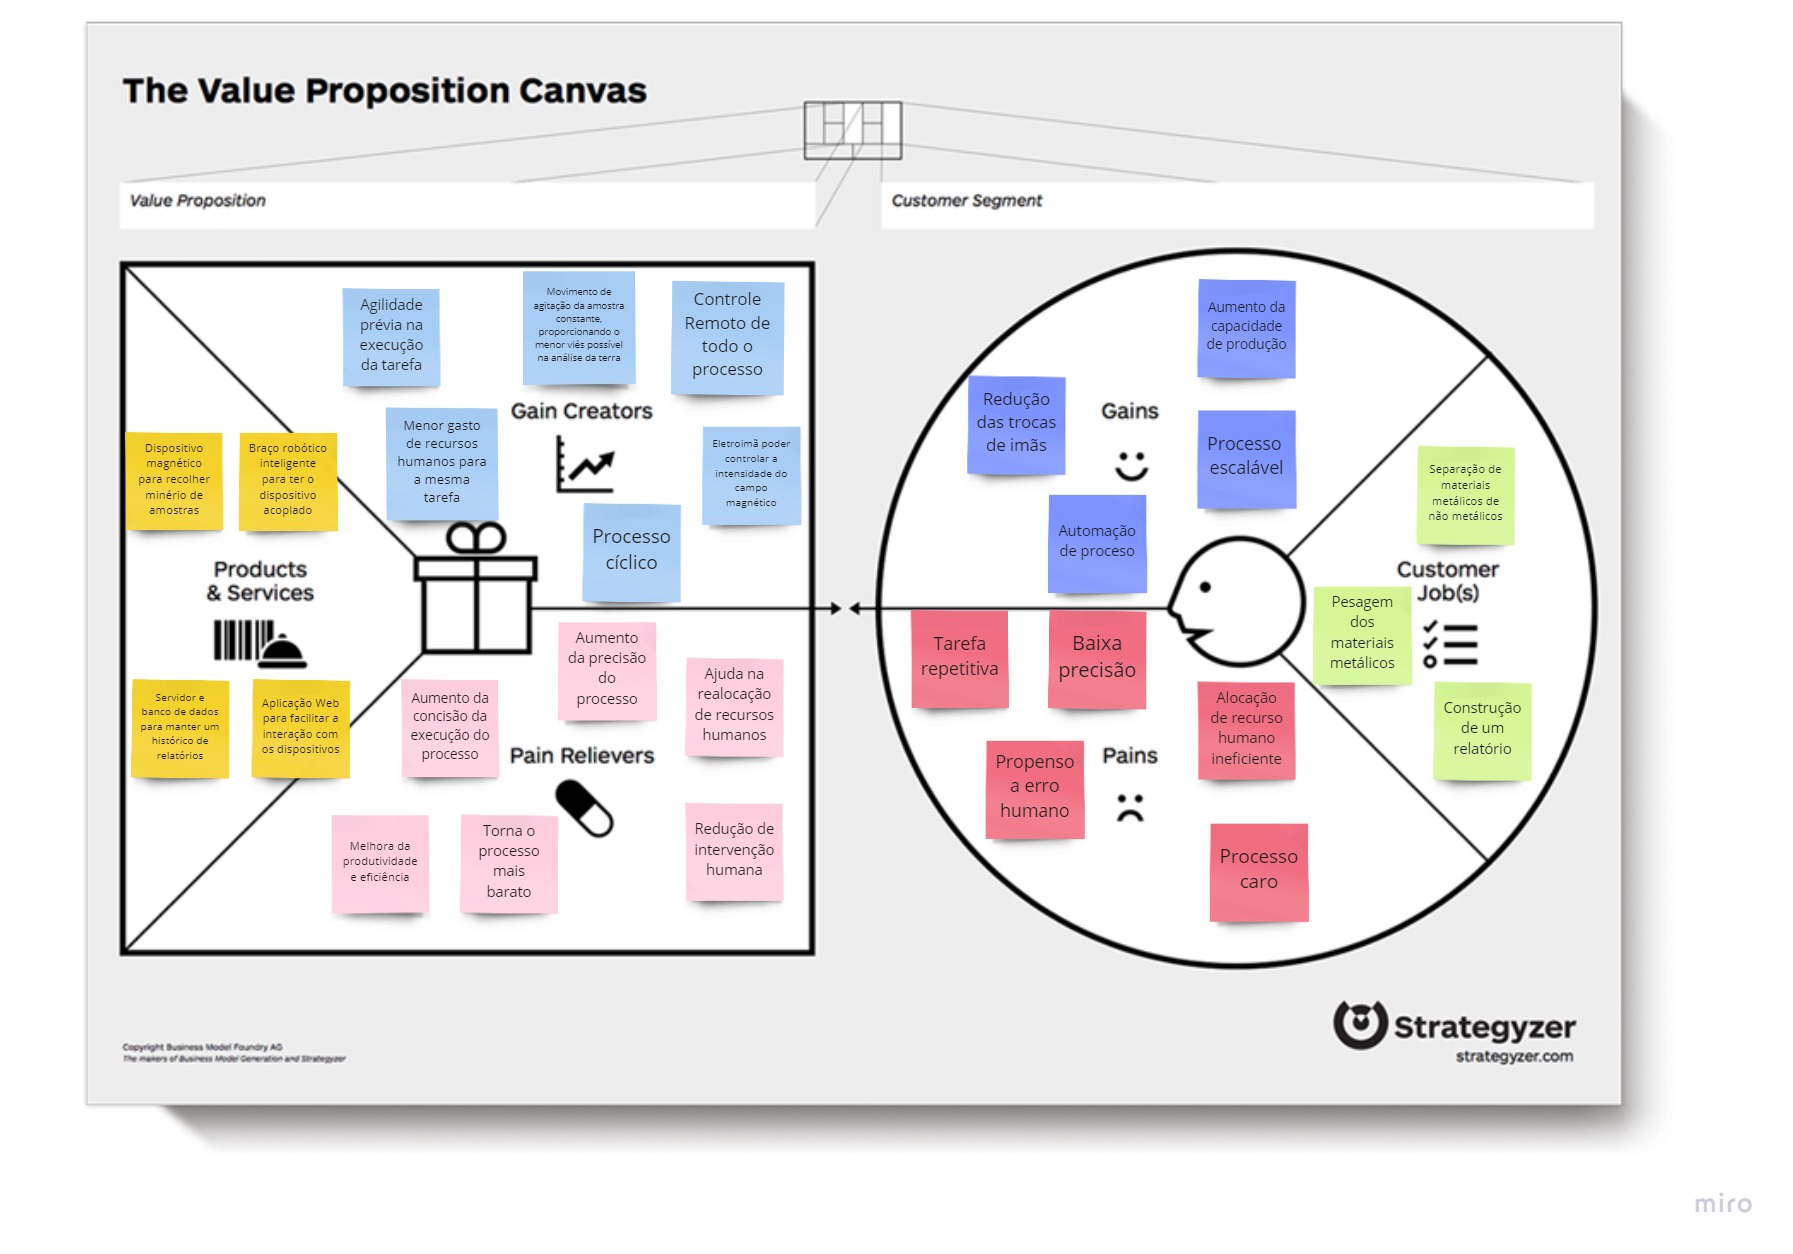 The Value Proposition Canvas
Value Proposition
Customer Segment
Agilidade
prévia na
execução
da tarefa
Movimento de
agitação da amostra
constante,
proporcionando o
menor viés possível
na análise da terra
Controle
Remoto de
todo o
processo
Gain Creators
Menor gasto
de recursos
humanos para
a mesma
tarefa
Eletroimã poder
controlar a
intensidade do
campo
magnético
Processo
cíclico
Dispositivo
magnético
para recolher
minério de
amostras
Braço robótico
inteligente
para ter o
dispositivo
acoplado
Products
& Services
Servidor e
banco de dados
para manter um
histórico de
relatórios
Aplicação Web
para facilitar a
interação com
os dispositivos
Aumento
da precisão
do
processo
Ajuda na
realocação
de recursos
humanos
Aumento da
concisão da
execução do
processo
Pain Relievers
Melhora da
produtividade
e eficiência
Torna o
processo
mais
barato
Redução de
intervenção
humana
Aumento da
capacidade
de produção
Redução
das trocas
de imãs
Gains
Processo
escalável
Automação
de proceso
Separação de
materiais
metálicos de
não metálicos
Customer
Job(s)
Pesagem
dos
materiais
metálicos
Construção
de um
relatório
Tarefa
repetitiva
Baixa
precisão
Alocação
de recurso
humano
ineficiente
Propenso
a erro
humano
Pains
Processo
caro
Copyright Business Model Foundry AG
The makers of Business Model Generation and Strategyzer
Strategyzer
strategyzer.com
miro